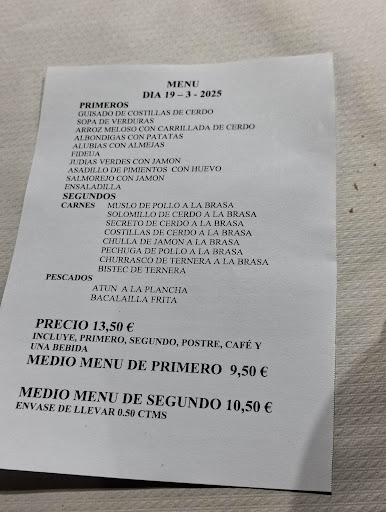 MENU
DIA 19 – 3 - 2025
PRIMEROS
GUISADO DE COSTILLAS DE CERDO
SOPA DE VERDURAS
ARROZ MELOSO CON CARRILLADA DE CERDO
ALBONDIGAS CON PATATAS
ALUBIAS CON ALMEJAS
FIDEUA
JUDIAS VERDES CON JAMON
ASADILLO DE PIMIENTOS CON HUEVO
SALMOREJO CON JAMON
ENSALADILLA
SEGUNDOS
CARNES MUSLO DE POLLO A LA BRASA
SOLOMILLO DE CERDO A LA BRASA
SECRETO DE CERDO A LA BRASA
COSTILLAS DE CERDO A LA BRASA
CHULLA DE JAMON A LA BRASA
PECHUGA DE POLLO A LA BRASA
CHURRASCO DE TERNERA A LA BRASA
BISTEC DE TERNERA
PESCADOS
ATUN A LA PLANCHA
BACALAILLA FRITA
PRECIO 13,50 €
INCLUYE, PRIMERO, SEGUNDO, POSTRE, CAFÉ Y
UNA BEBIDA
MEDIO MENU DE PRIMERO 9,50 €
MEDIO MENU DE SEGUNDO 10,50 €
ENVASE DE LLEVAR 0.50 CTMS